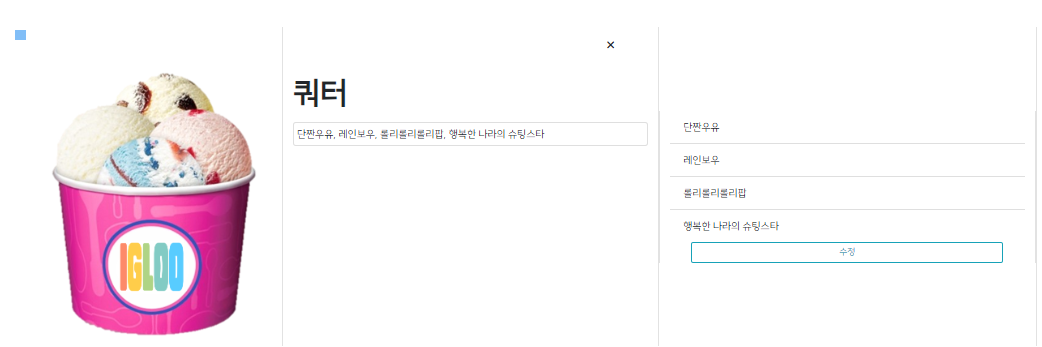 IGLOO
×
쿼터
단짠우유, 레인보우, 롤리롤리롤리팝, 행복한 나라의 슈팅스타
단짠우유
레인보우
롤리롤리롤리팝
행복한 나라의 슈팅스타
수정